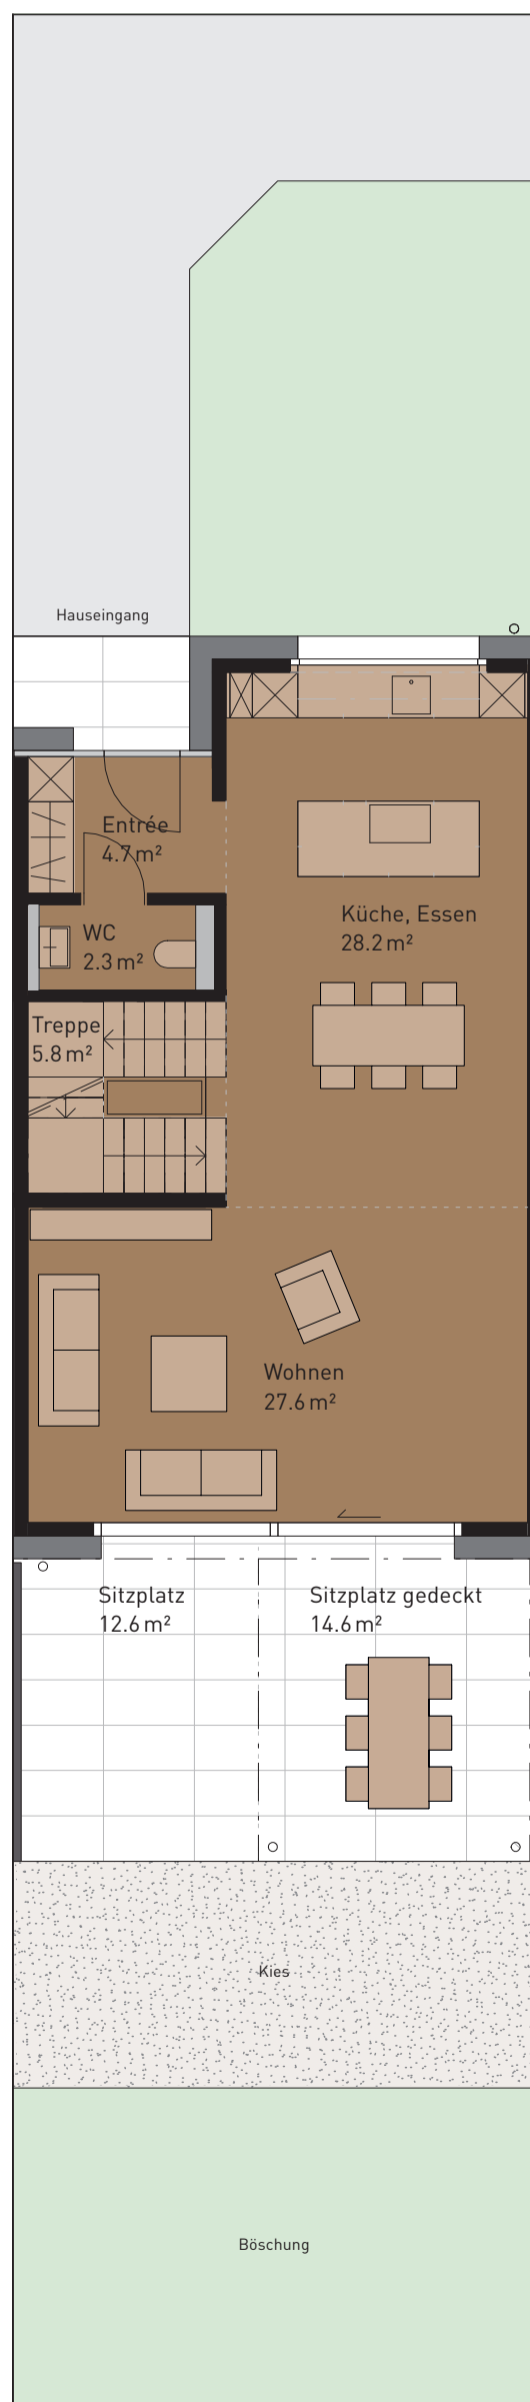 Hauseingang
Entrée
4.7 m²
Küche, Essen
28.2 m²
WC
2.3 m²
Treppe
5.8 m²
Wohnen
27.6 m²
Sitzplatz
12.6 m²
Sitzplatz gedeckt
14.6 m²
Kies
Böschung